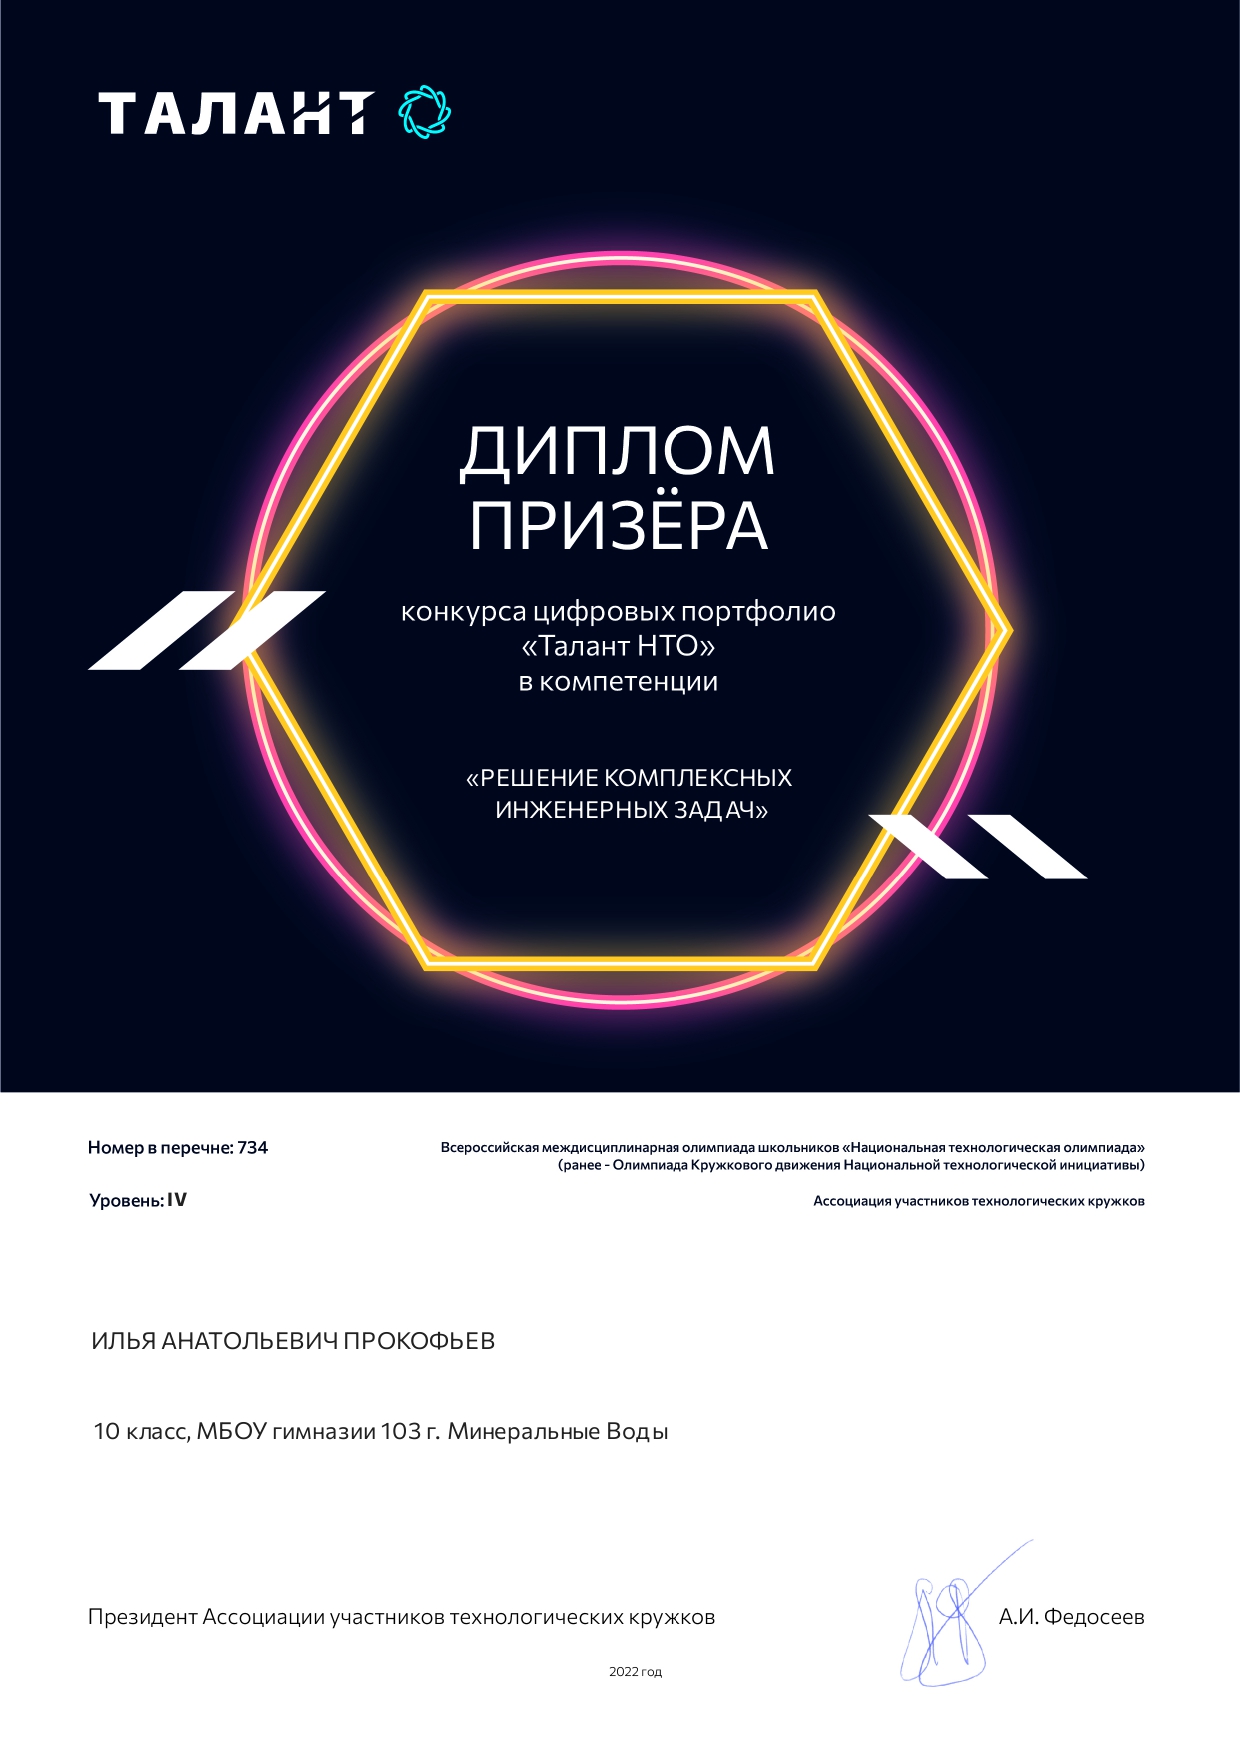 ТАЛАНТ
ДИПЛОМ
ПРИЗЁРА
конкурса цифровых портфолио
«Талант НТО»
в компетенции
«РЕШЕНИЕ КОМПЛЕКСНЫХ
ИНЖЕНЕРНЫХ ЗАДАЧ»
Номер в перечне: 734
Всероссийская междисциплинарная олимпиада школьников «Национальная технологическая олимпиада»
(ранее - Олимпиада Кружкового движения Национальной технологической инициативы)
Уровень: IV
Ассоциация участников технологических кружков
ИЛЬЯ АНАТОЛЬЕВИЧ ПРОКОФЬЕВ
10 класс, МБОУ гимназии 103 г. Минеральные Воды
Президент Ассоциации участников технологических кружков
А.И. Федосеев
2022 год